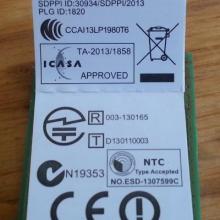 SDPPI ID:30934/SDPPI/2013
PLG ID:1820
CCAI13LP1980T6
TA-2013/1858
ICASA
APPROVED
R 003-130165
T D130110003
N19353
NTC
Type Approved
NO.:ESD-1307599C